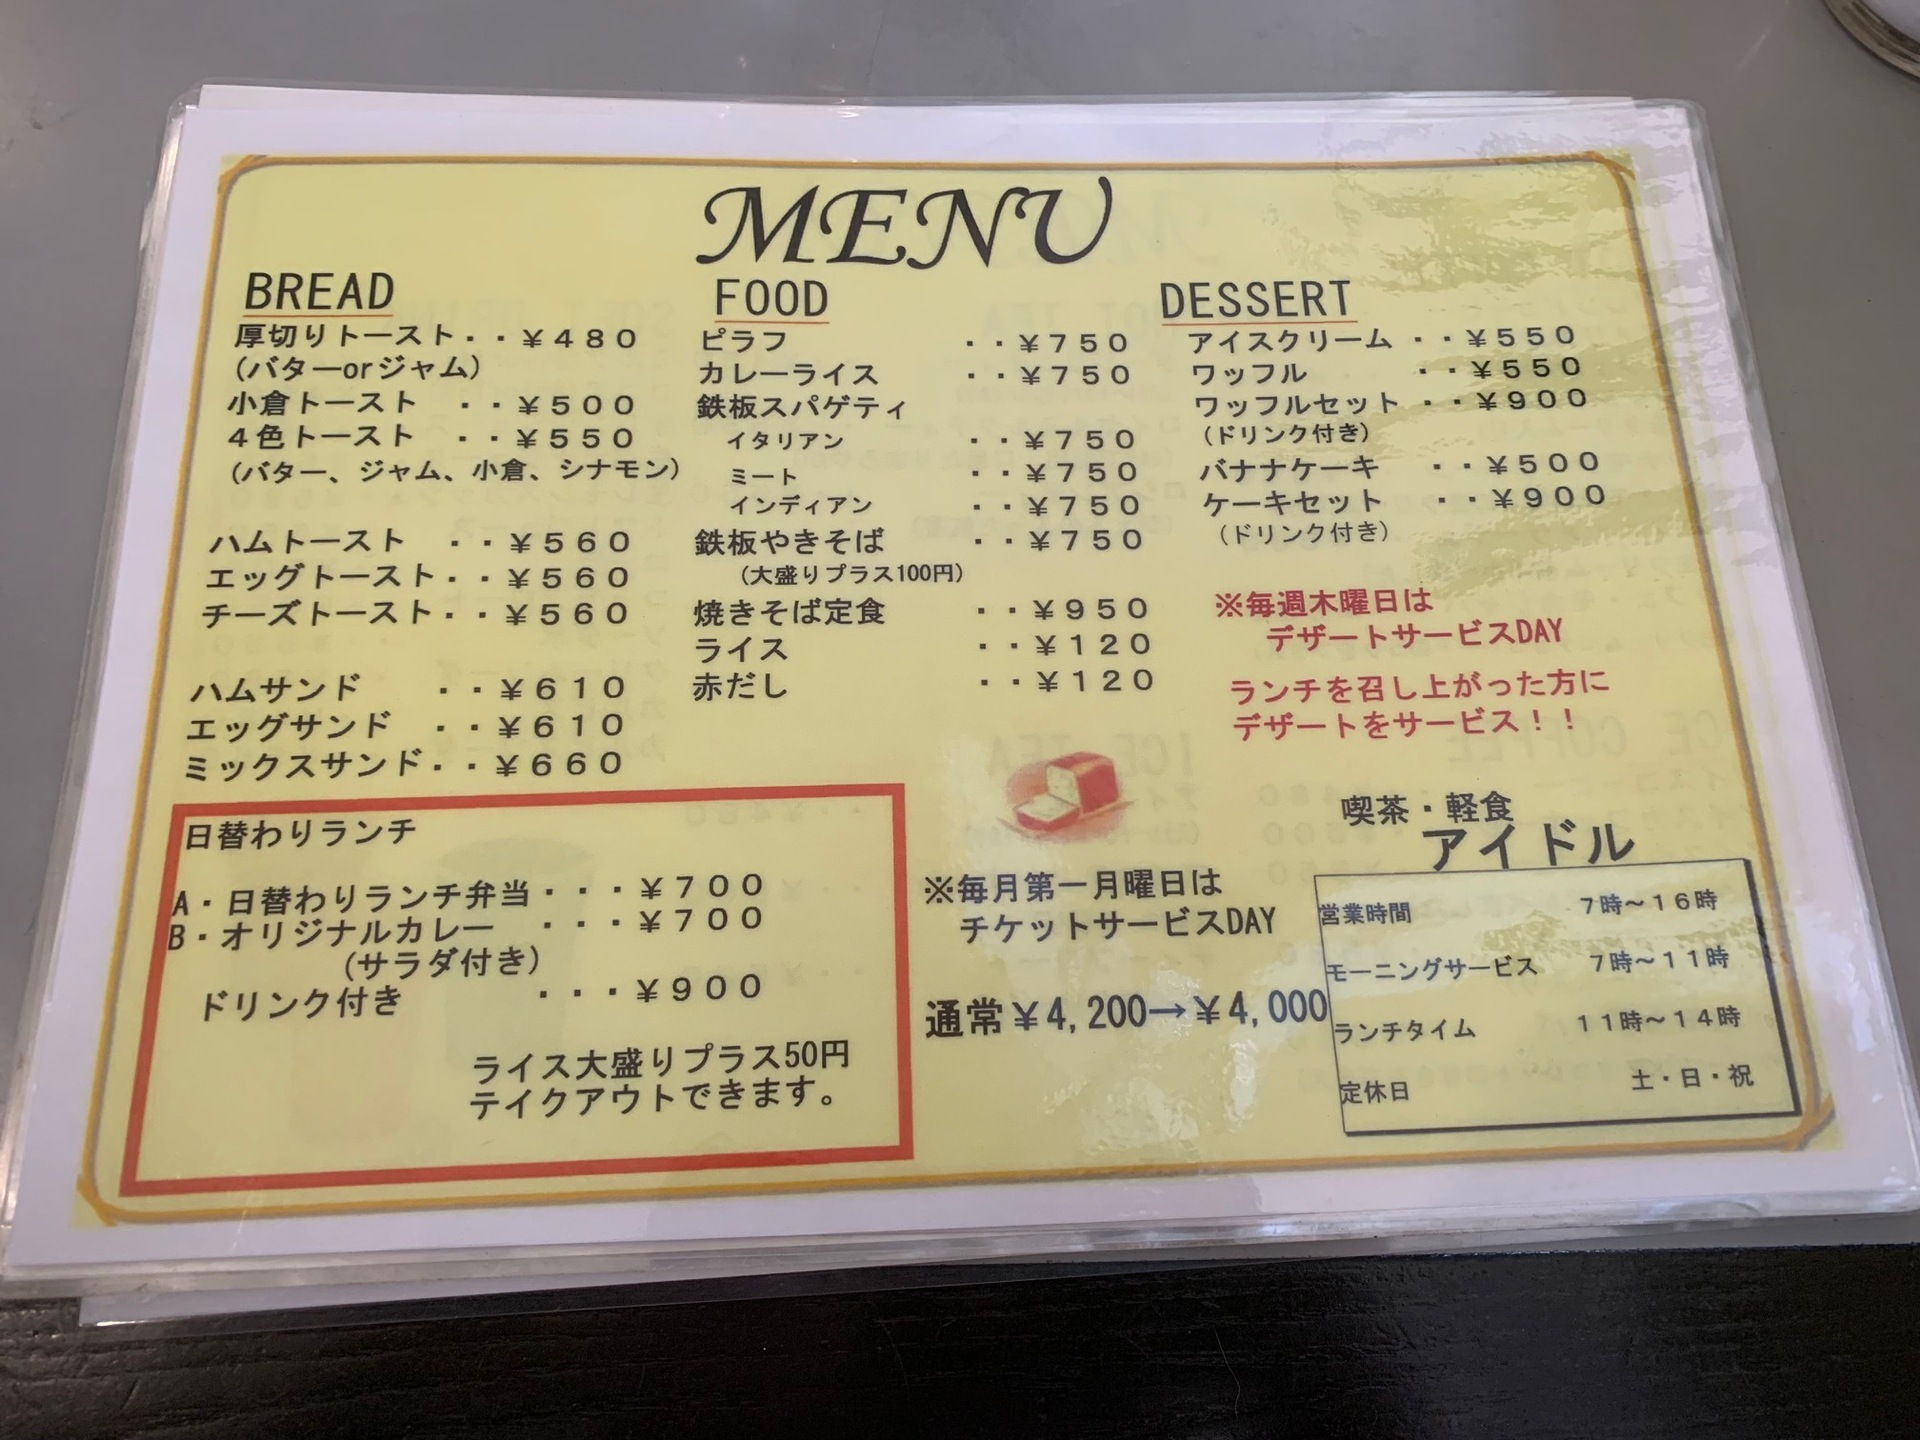 MENU
BREAD
厚切りトースト・・¥480
(バターorジャム)
小倉トースト ・・¥500
4色トースト ・・¥550
(バター、ジャム、小倉、シナモン)
ハムトースト ・・¥560
エッグトースト・・¥560
チーズトースト・・¥560
ハムサンド ・・¥610
エッグサンド ・・¥610
ミックスサンド・・¥660
FOOD
ピラフ ・・¥750
カレーライス ・・¥750
鉄板スパゲティ
イタリアン ・・¥750
ミート ・・¥750
インディアン ・・¥750
鉄板やきそば ・・¥750
(大盛りプラス100円)
焼きそば定食 ・・¥950
ライス ・・¥120
赤だし ・・¥120
DESSERT
アイスクリーム ・・¥550
ワッフル ・・¥550
ワッフルセット ・・¥900
(ドリンク付き)
バナナケーキ ・・¥500
ケーキセット ・・¥900
(ドリンク付き)
※毎週木曜日は
デザートサービスDAY
ランチを召し上がった方に
デザートをサービス！！
日替わりランチ
A・日替わりランチ弁当・・・¥700
B・オリジナルカレー ・・・¥700
(サラダ付き)
ドリンク付き ・・・¥900
ライス大盛りプラス50円
テイクアウトできます。
※毎月第一月曜日は
チケットサービスDAY
通常¥4,200→¥4,000
喫茶・軽食
アイドル
営業時間 7時～16時
モーニングサービス 7時～11時
ランチタイム 11時～14時
定休日 土・日・祝